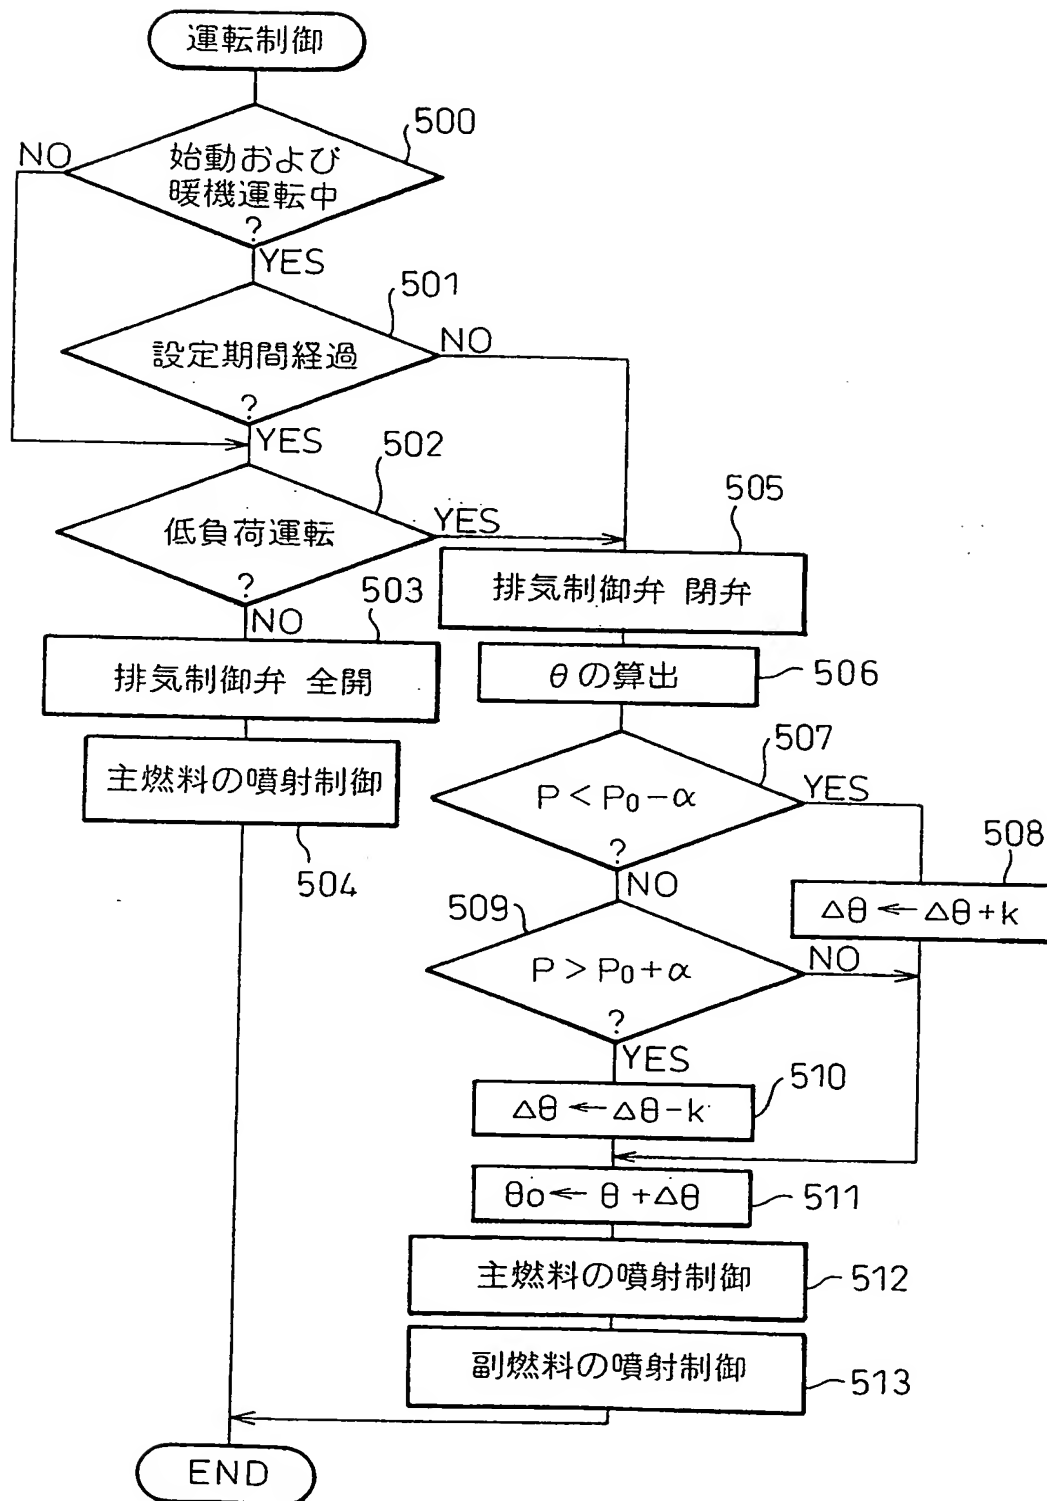 運転制御
500
NO
始動および
暖機運転中
?
YES
501
設定期間経過
NO
?
YES
502
低負荷運転
YES
?
NO
503
排気制御弁 全開
主燃料の噴射制御
504
505
排気制御弁 閉弁
θの算出
506
507
P < P0 − α
YES
?
NO
508
Δθ ← Δθ + k
509
P > P0 + α
NO
?
YES
510
Δθ ← Δθ − k
θo ← θ + Δθ
511
主燃料の噴射制御
512
副燃料の噴射制御
513
END